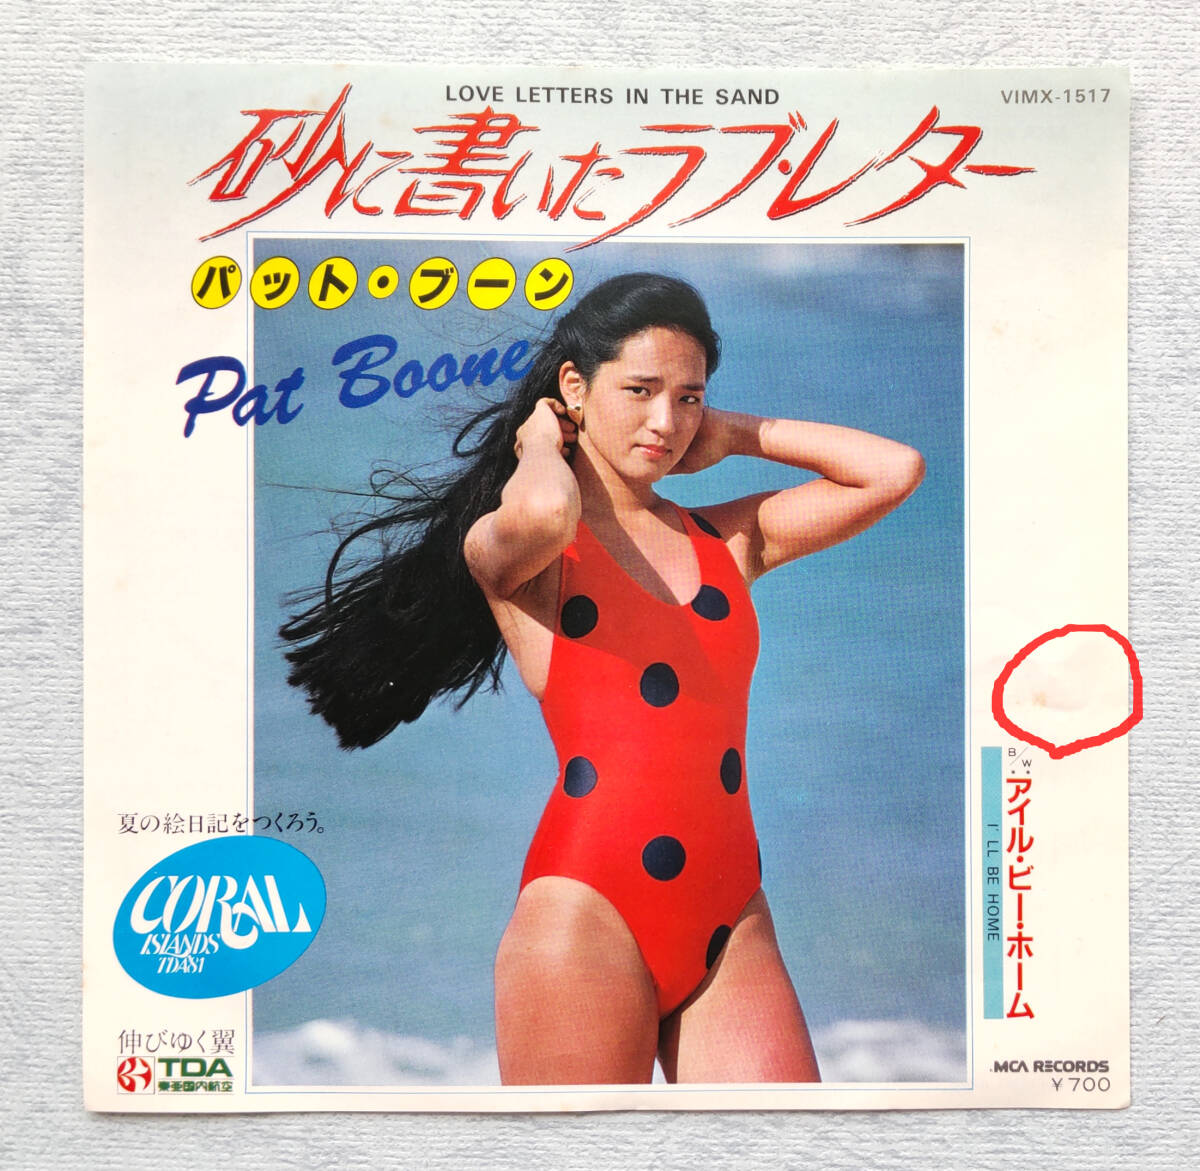 LOVE LETTERS IN THE SAND
VIMX-1517
砂に書いたラブ・レター
パット・ブーン
Pat Boone
B/W:アイル・ビー・ホーム
I'LL BE HOME
夏の絵日記をつくろう。
CORAL
ISLANDS
TDA'81
伸びゆく翼
TDA
東亜国内航空
MCA RECORDS
¥700